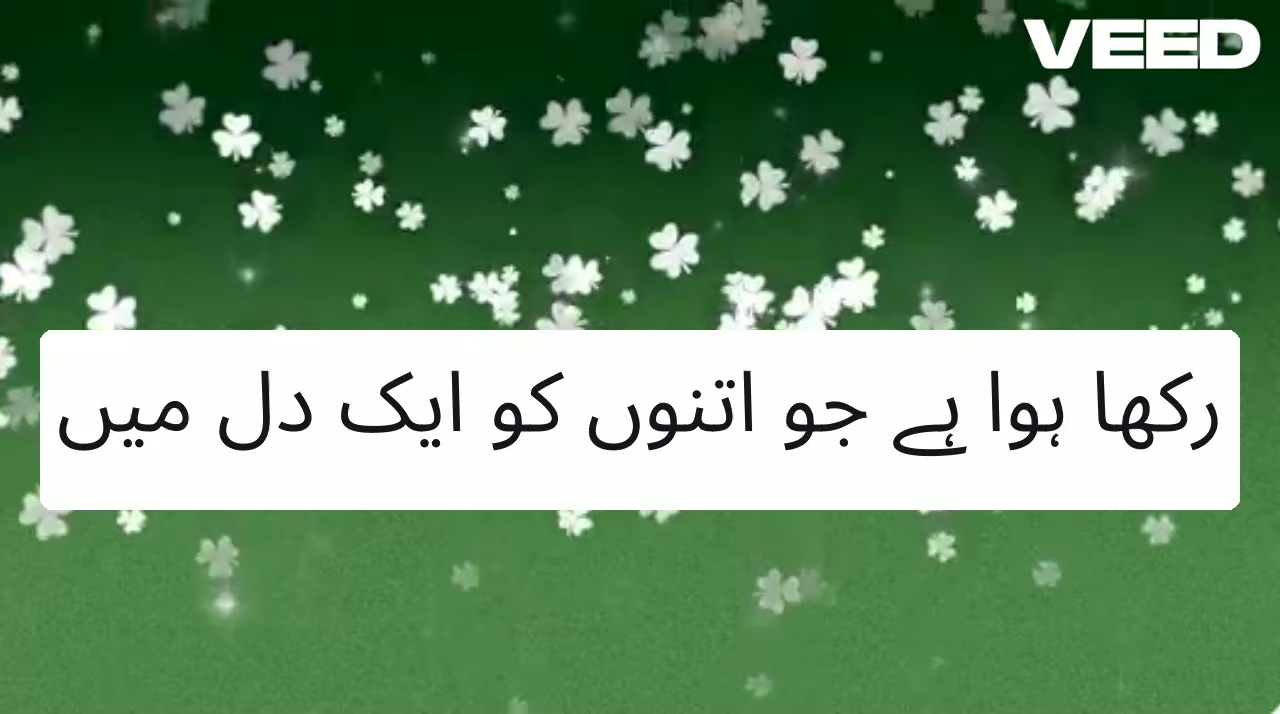 VEED
رکھا ہوا ہے جو اتنوں کو ایک دل میں